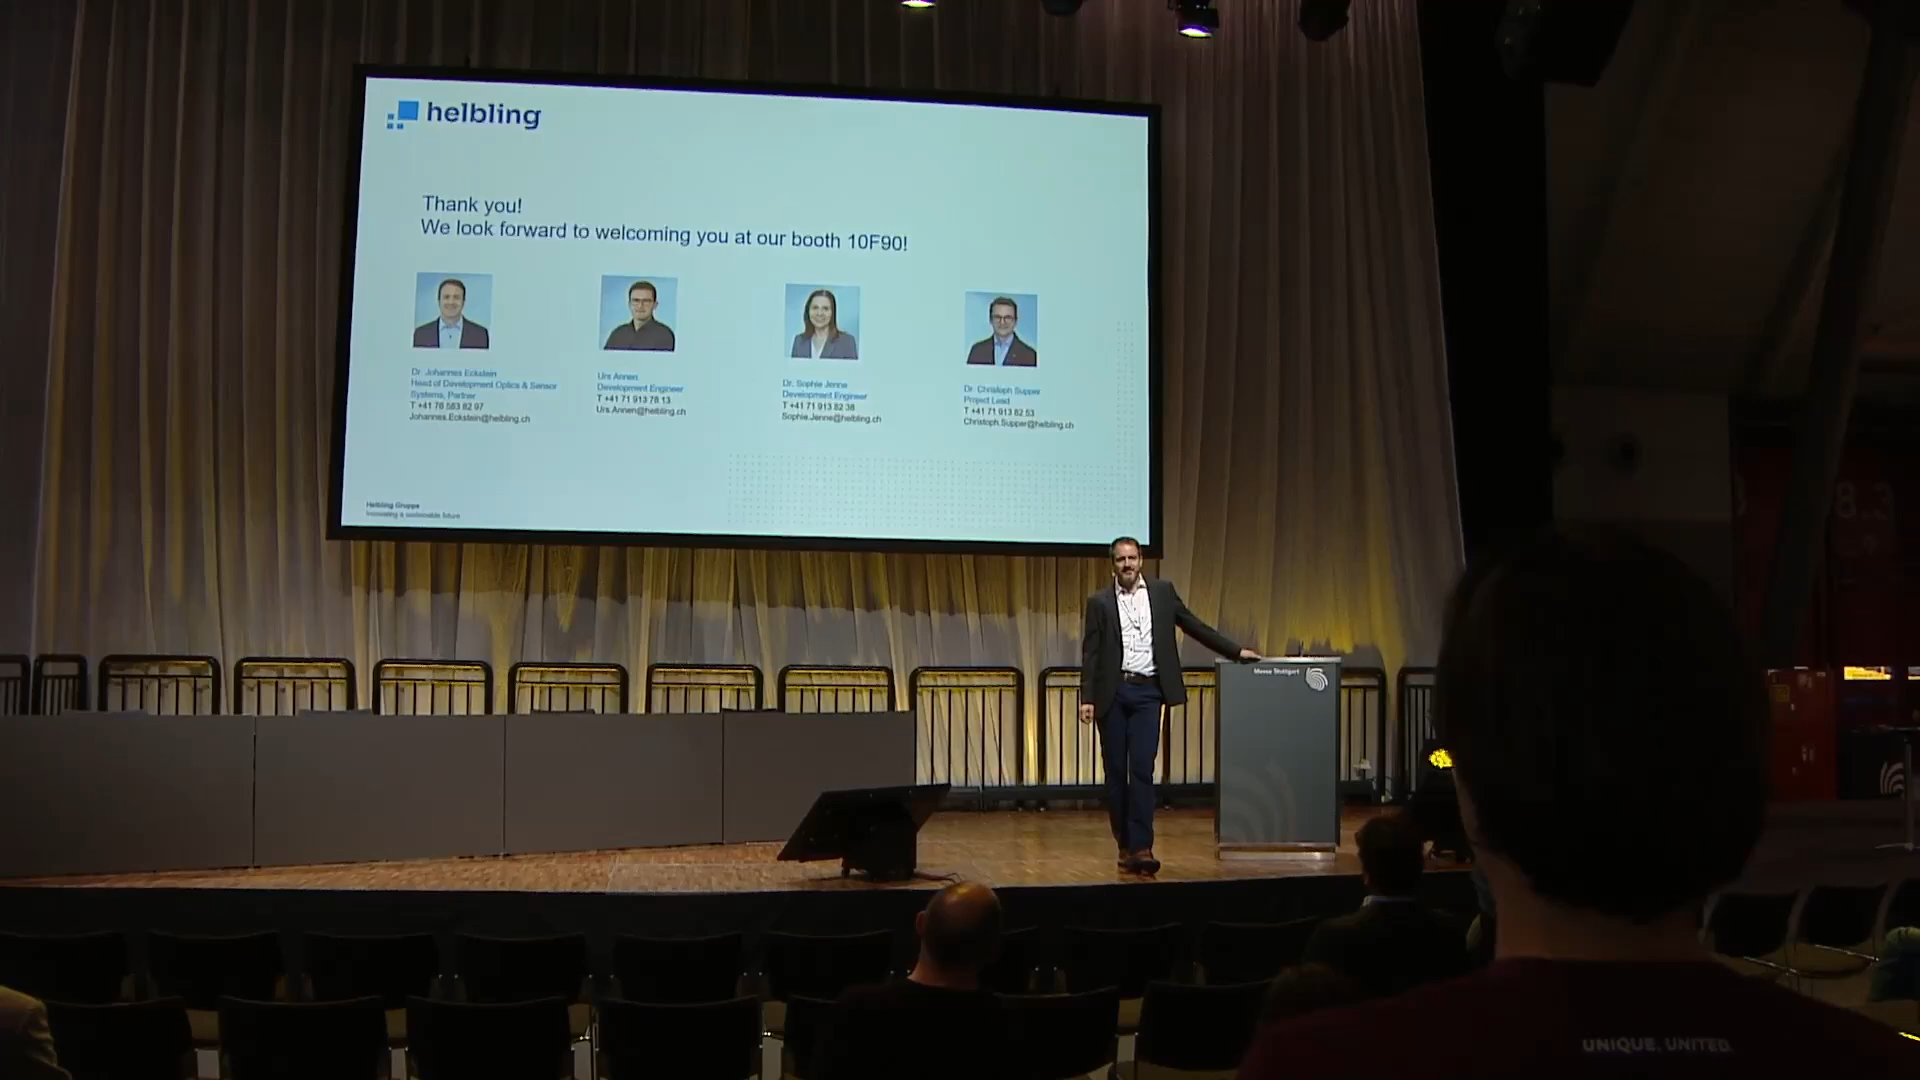 helbling
Thank you!
We look forward to welcoming you at our booth 10F90!
Dr. Johannes Eckstein
Head of Development Optics & Sensor
Systems, Partner
T +41 76 583 82 97
Johannes.Eckstein@helbling.ch
Urs Annen
Development Engineer
T +41 71 913 78 13
Urs.Annen@helbling.ch
Dr. Sophie Jenne
Development Engineer
T +41 71 913 82 38
Sophie.Jenne@helbling.ch
Dr. Christoph Supper
Project Lead
T +41 71 913 82 53
Christoph.Supper@helbling.ch
Helbling Gruppe
Innovating a sustainable future
Messe Stuttgart
UNIQUE. UNITED.